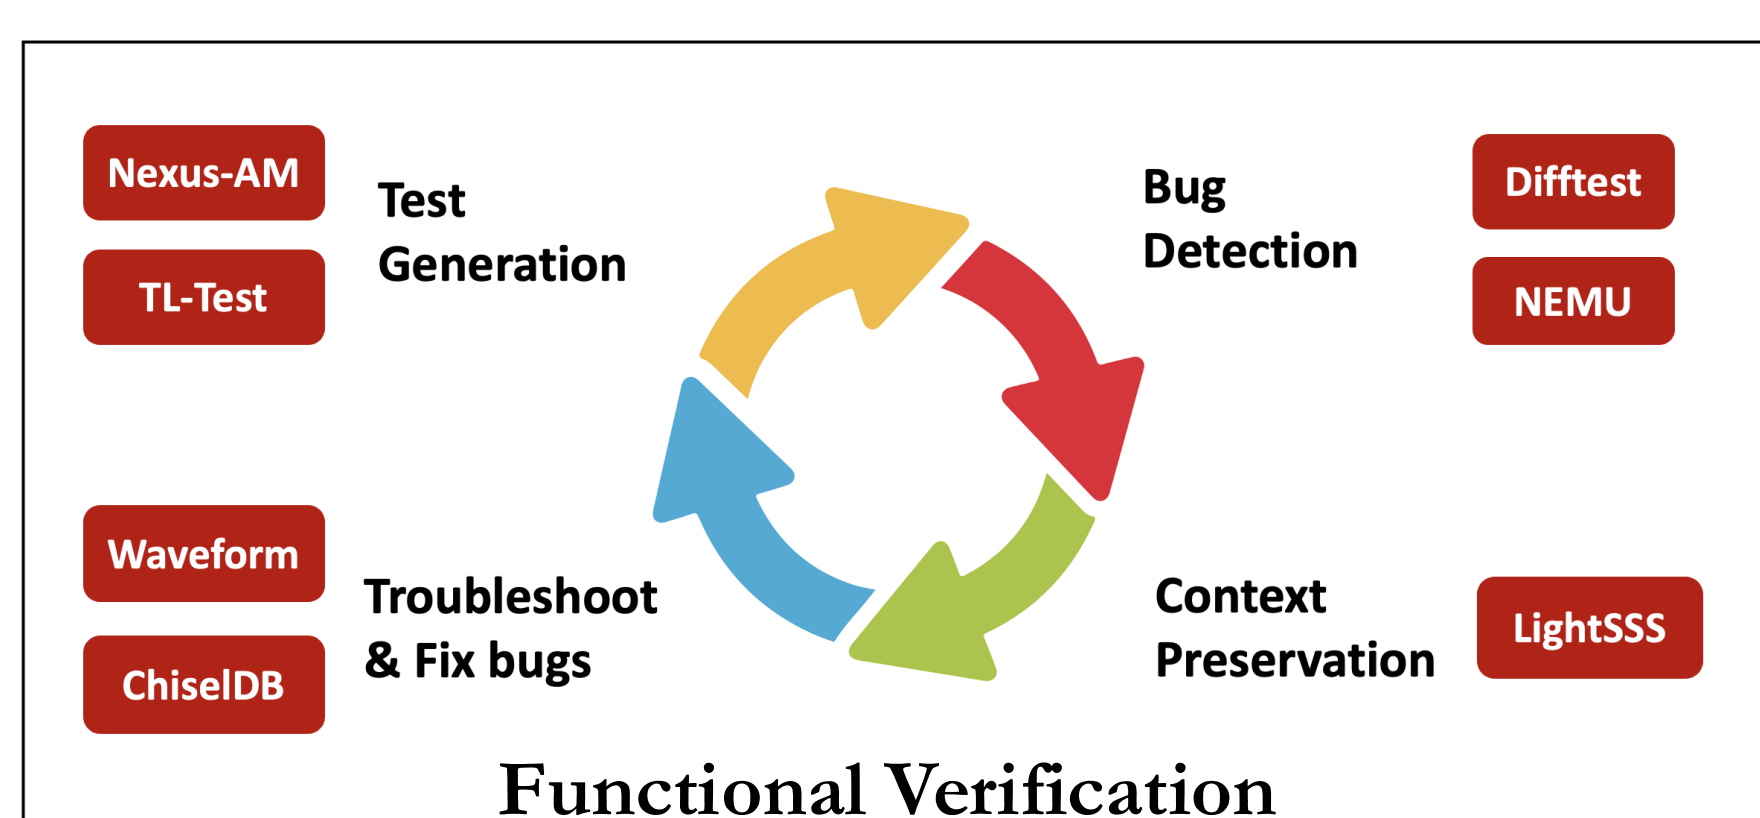 Nexus-AM
TL-Test
Test
Generation
Bug
Detection
Difftest
NEMU
Waveform
ChiselDB
Troubleshoot
& Fix bugs
Context
Preservation
LightSSS
Functional Verification